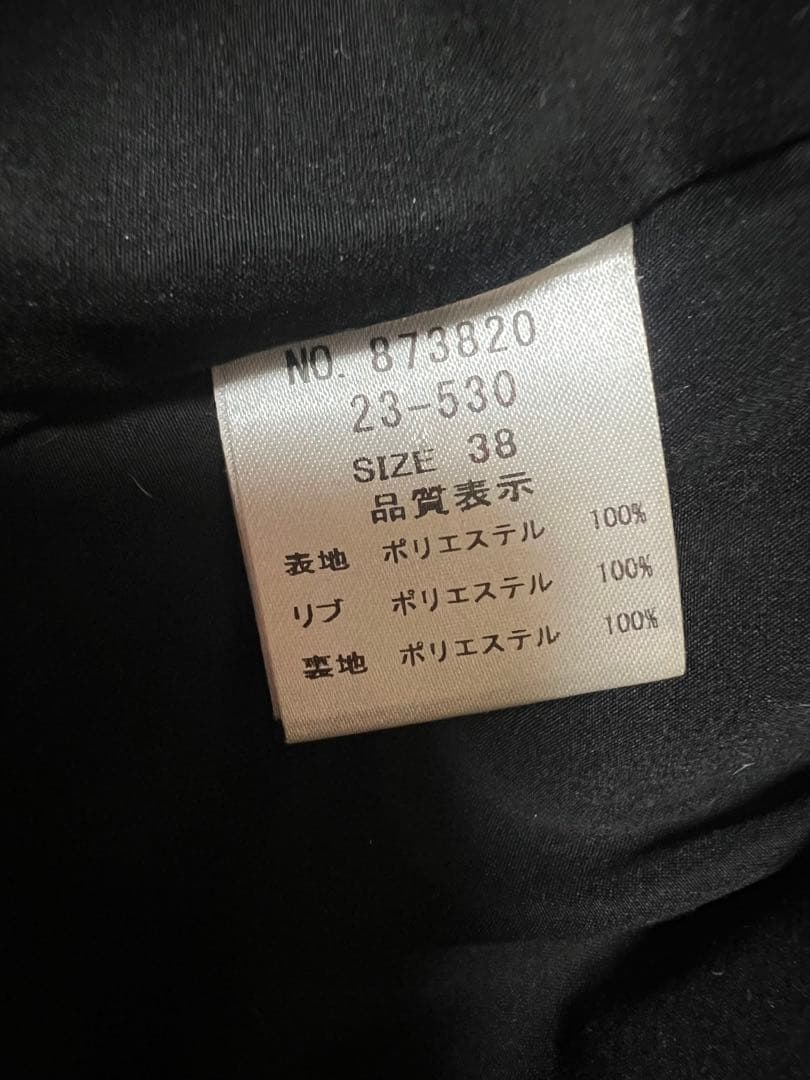 NO. 873820
23-530
SIZE 38
品質表示
表地 ポリエステル 100%
リブ ポリエステル 100%
裏地 ポリエステル 100%